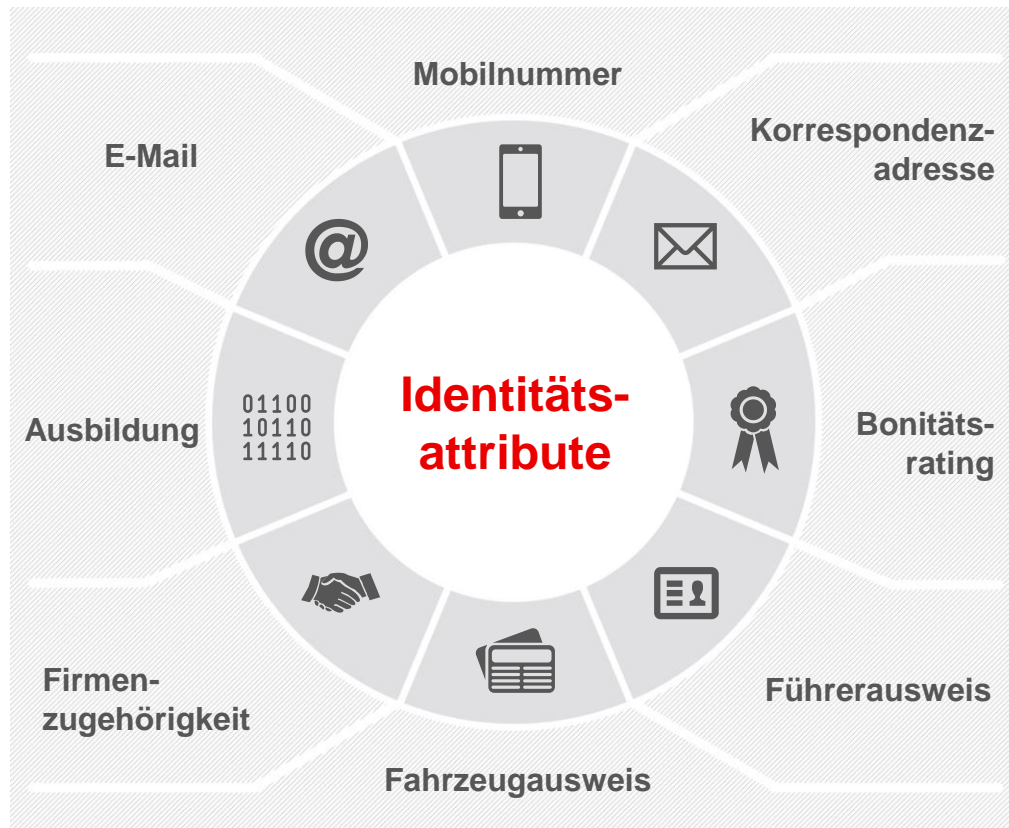 Mobilnummer
Korrespondenz-
adresse
E-Mail
@
Identitäts-
attribute
Ausbildung
01100
10110
11110
Bonitäts-
rating
Firmen-
zugehörigkeit
Führerausweis
Fahrzeugausweis